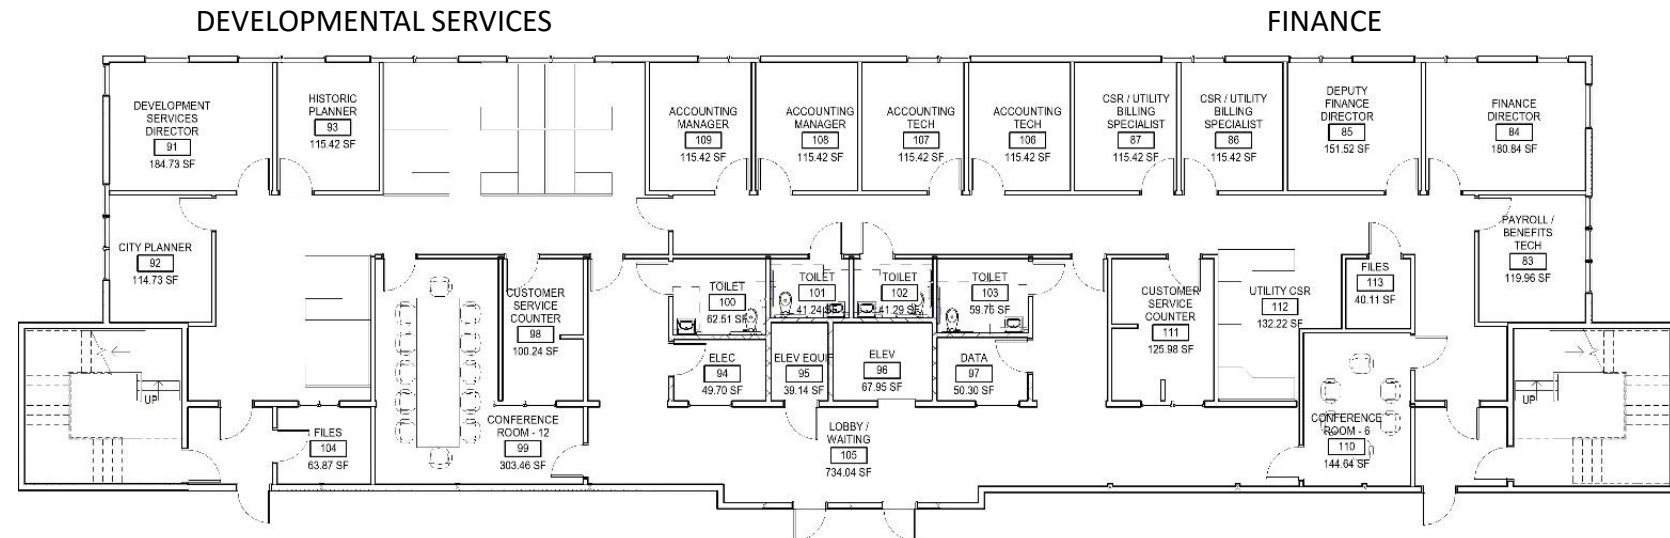 DEVELOPMENTAL SERVICES
FINANCE
DEVELOPMENT
SERVICES
DIRECTOR
91
184.73 SF
HISTORIC
PLANNER
93
115.42 SF
ACCOUNTING
MANAGER
109
115.42 SF
ACCOUNTING
MANAGER
108
115.42 SF
ACCOUNTING
TECH
107
115.42 SF
ACCOUNTING
TECH
106
115.42 SF
CSR / UTILITY
BILLING
SPECIALIST
87
115.42 SF
CSR / UTILITY
BILLING
SPECIALIST
86
115.42 SF
DEPUTY
FINANCE
DIRECTOR
85
151.52 SF
FINANCE
DIRECTOR
84
180.84 SF
CITY PLANNER
92
114.73 SF
PAYROLL /
BENEFITS
TECH
83
119.96 SF
CUSTOMER
SERVICE
COUNTER
98
100.24 SF
TOILET
100
62.51 SF
TOILET
101
41.24 SF
TOILET
102
41.29 SF
TOILET
103
59.76 SF
CUSTOMER
SERVICE
COUNTER
111
125.98 SF
UTILITY CSR
112
132.22 SF
FILES
113
40.11 SF
ELEC
94
49.70 SF
ELEV EQUIP
95
39.14 SF
ELEV
96
67.95 SF
DATA
97
50.30 SF
UP
UP
FILES
104
63.87 SF
CONFERENCE
ROOM - 12
99
303.46 SF
LOBBY /
WAITING
105
734.04 SF
CONFERENCE
ROOM - 6
110
144.64 SF